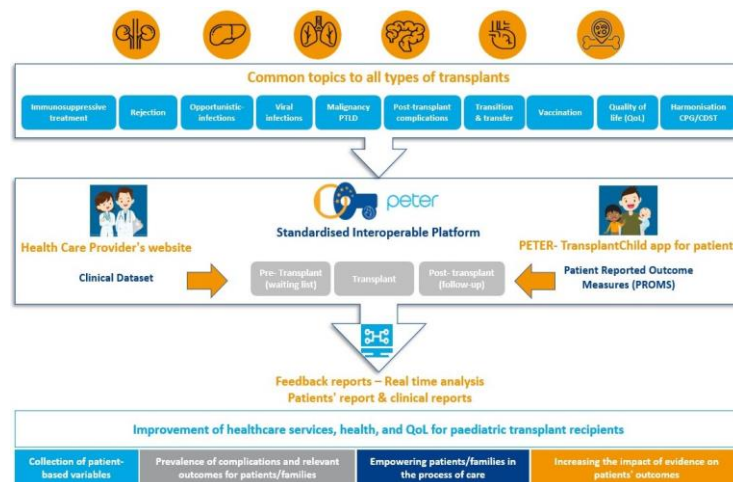 Common topics to all types of transplants
Immunosuppressive
treatment
Rejection
Opportunistic-
infections
Viral
infections
Malignancy
PTLD
Post-transplant
complications
Transition
& transfer
Vaccination
Quality of
life (QoL)
Harmonisation
CPG/CDST
peter
Health Care Provider's website
Standardised Interoperable Platform
PETER- TransplantChild app for patient
Clinical Dataset
Pre- Transplant
(waiting list)
Transplant
Post- transplant
(follow-up)
Patient Reported Outcome
Measures (PROMS)
Feedback reports – Real time analysis
Patients' report & clinical reports
Improvement of healthcare services, health, and QoL for paediatric transplant recipients
Collection of patient-
based variables
Prevalence of complications and relevant
outcomes for patients/families
Empowering patients/families in
the process of care
Increasing the impact of evidence on
patients' outcomes